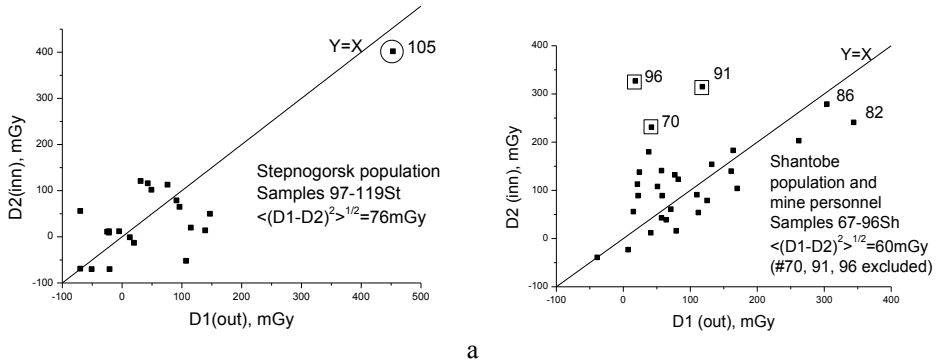 400
300
200
100
0
-100
D2(inn), mGy
-100 0 100 200 300 400 500
D1(out), mGy
Y=X
105
Stepnogorsk population
Samples 97-119St
<(D1-D2)²>^1/2=76mGy
400
300
200
100
0
-100
D2 (inn), mGy
-100 0 100 200 300 400
D1 (out), mGy
Y=X
96
91
86
82
70
Shantobe
population and
mine personnel
Samples 67-96Sh
<(D1-D2)²>^1/2=60mGy
(#70, 91, 96 excluded)
a